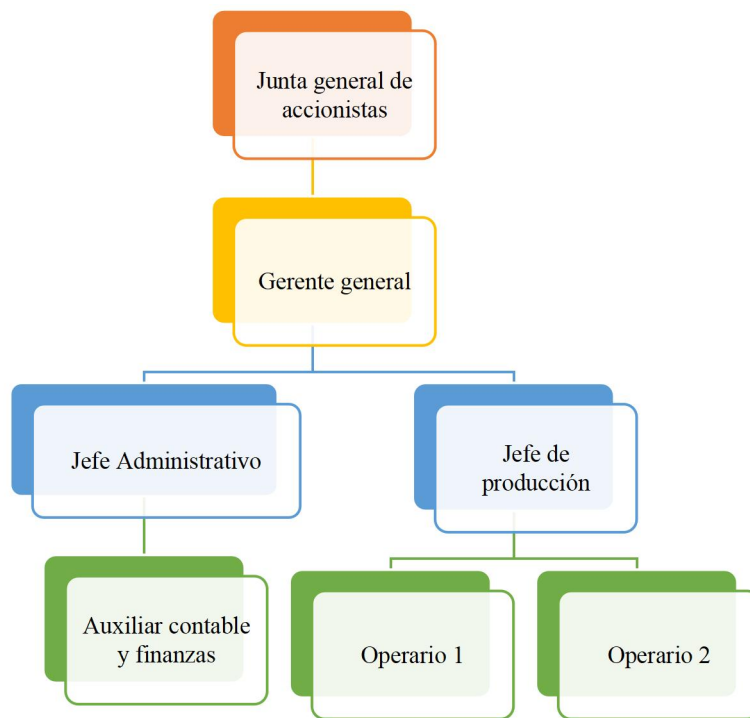 Junta general de
accionistas
Gerente general
Jefe Administrativo
Jefe de
producción
Auxiliar contable
y finanzas
Operario 1
Operario 2